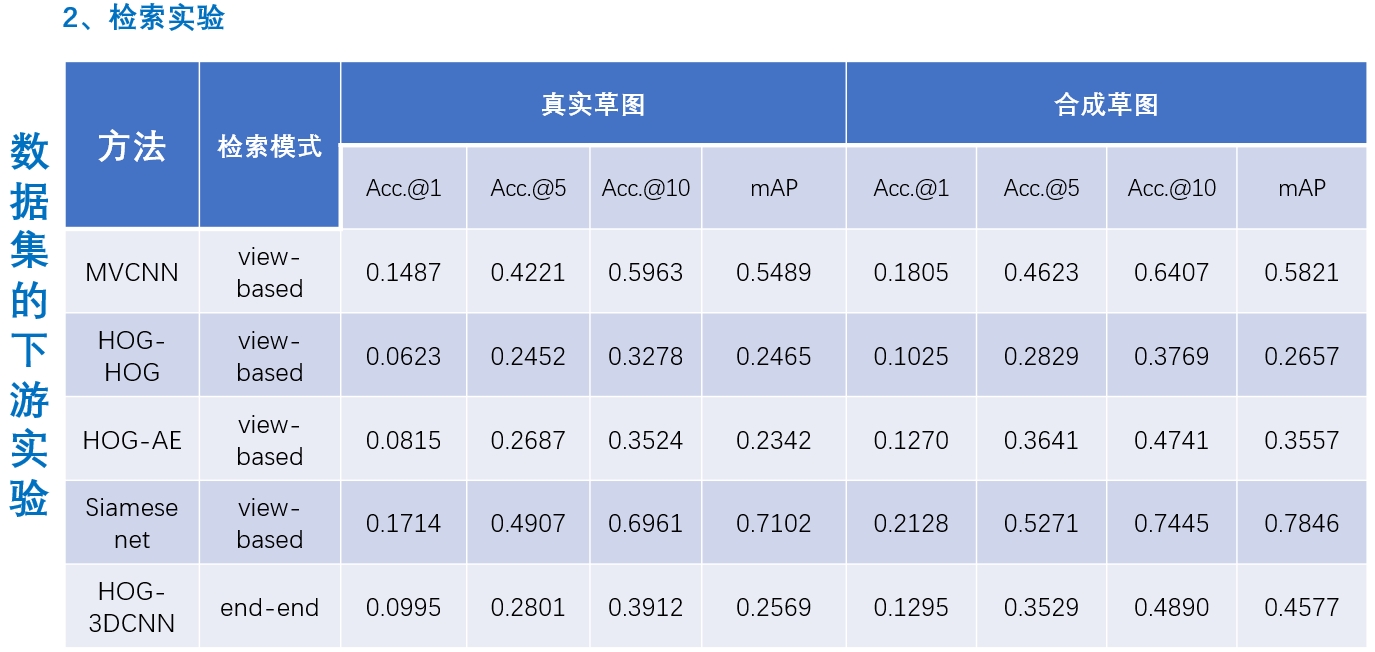 2、检索实验
数据集的下游实验
方法 检索模式 真实草图 合成草图
Acc.@1 Acc.@5 Acc.@10 mAP Acc.@1 Acc.@5 Acc.@10 mAP
MVCNN view-based 0.1487 0.4221 0.5963 0.5489 0.1805 0.4623 0.6407 0.5821
HOG-HOG view-based 0.0623 0.2452 0.3278 0.2465 0.1025 0.2829 0.3769 0.2657
HOG-AE view-based 0.0815 0.2687 0.3524 0.2342 0.1270 0.3641 0.4741 0.3557
Siamese net view-based 0.1714 0.4907 0.6961 0.7102 0.2128 0.5271 0.7445 0.7846
HOG-3DCNN end-end 0.0995 0.2801 0.3912 0.2569 0.1295 0.3529 0.4890 0.4577